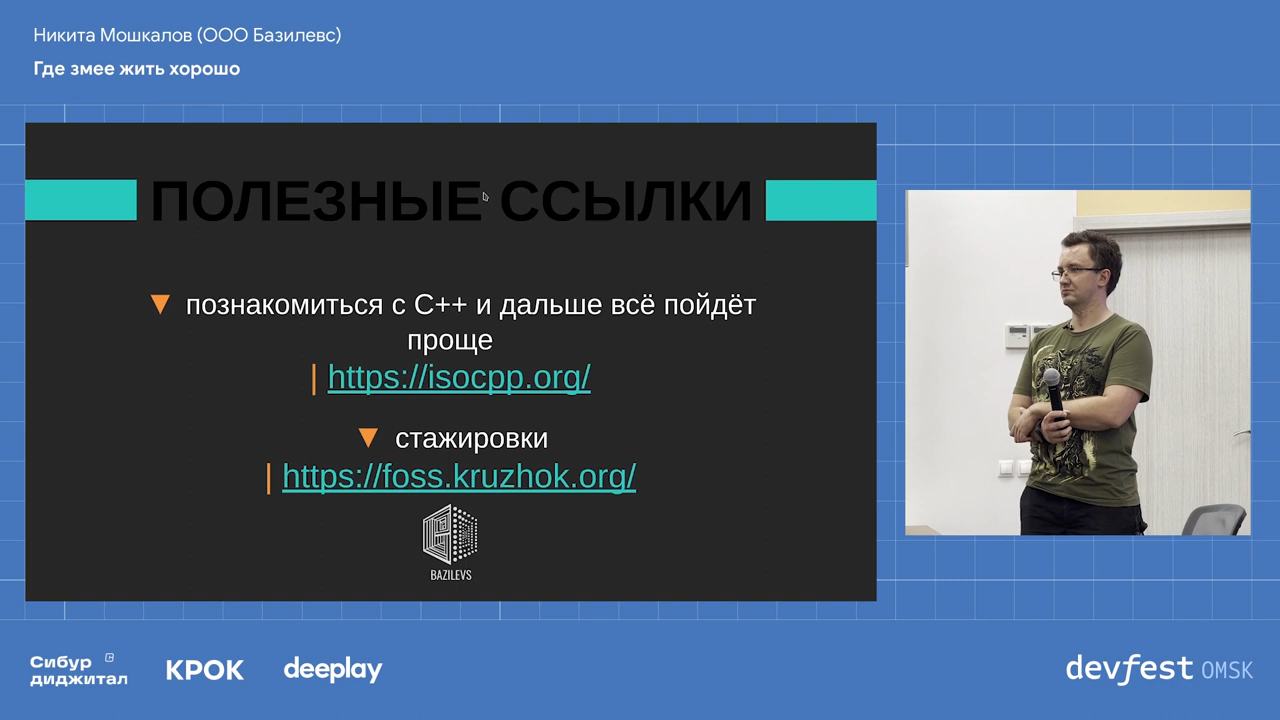 Никита Мошкалов (ООО Базилевс)
Где змее жить хорошо
ПОЛЕЗНЫЕ ССЫЛКИ
▼ познакомиться с C++ и дальше всё пойдёт
проще
| https://isocpp.org/
▼ стажировки
| https://foss.kruzhok.org/
BAZILEVS
Сибур
диджитал
КРОК
deeplay
devfest OMSK